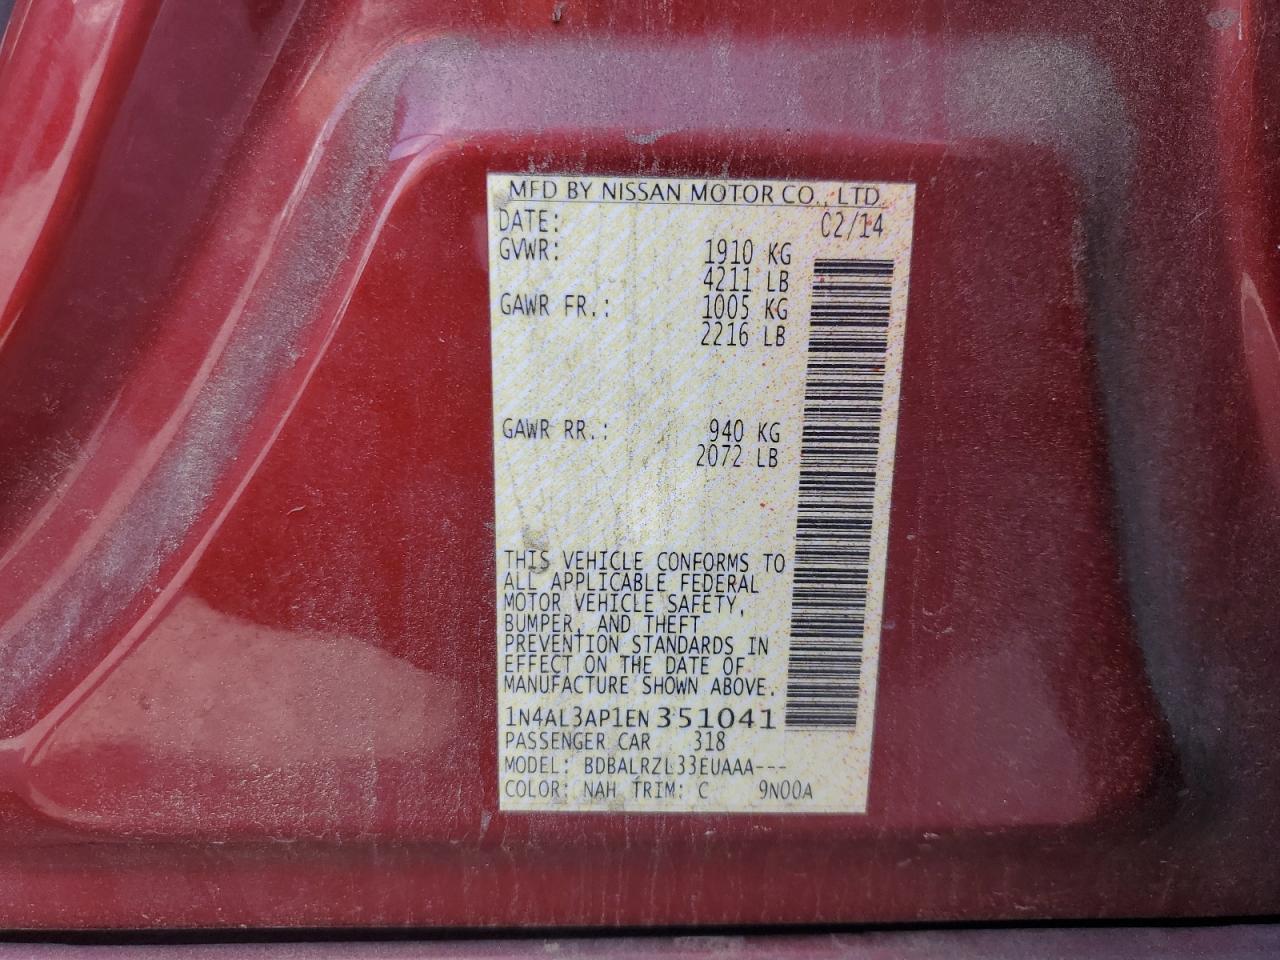 MFD BY NISSAN MOTOR CO., LTD.
DATE: 02/14
GVWR: 1910 KG
4211 LB
GAWR FR.: 1005 KG
2216 LB
GAWR RR.: 940 KG
2072 LB
THIS VEHICLE CONFORMS TO
ALL APPLICABLE FEDERAL
MOTOR VEHICLE SAFETY,
BUMPER, AND THEFT
PREVENTION STANDARDS IN
EFFECT ON THE DATE OF
MANUFACTURE SHOWN ABOVE.
1N4AL3AP1EN351041
PASSENGER CAR 318
MODEL: BDBALRZL33EUAAA---
COLOR: NAH TRIM: C 9N00A